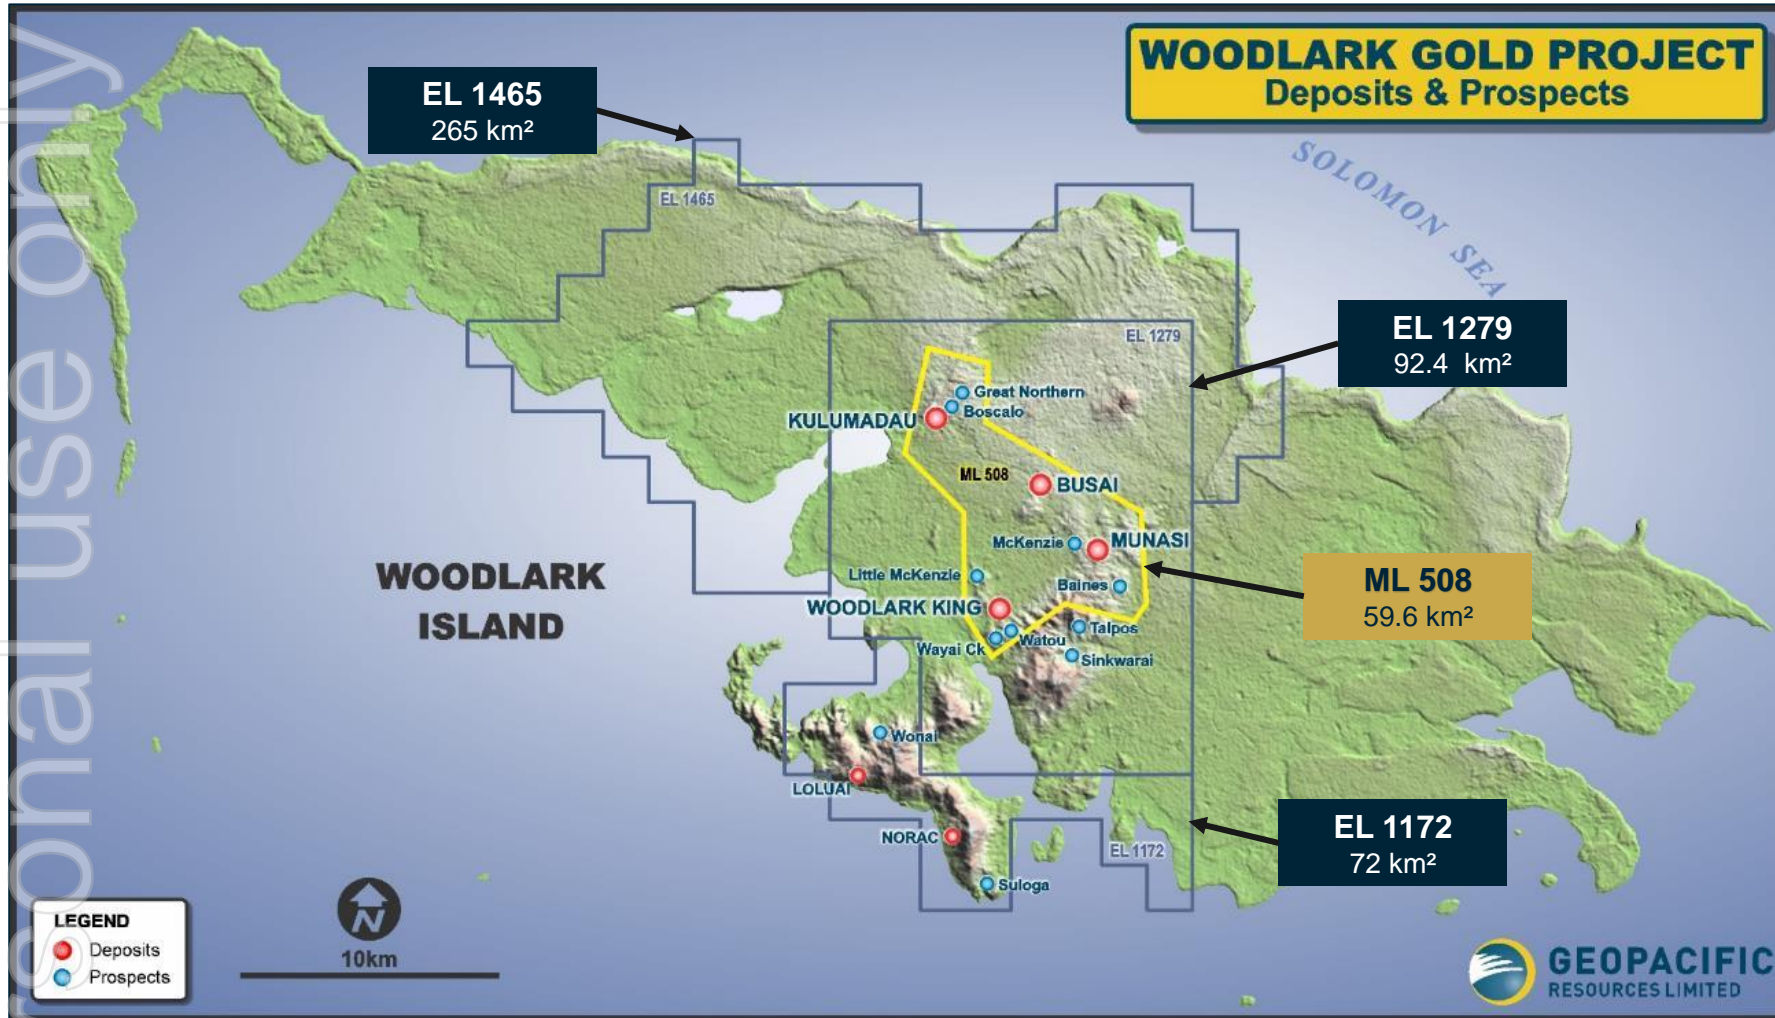 WOODLARK GOLD PROJECT
Deposits & Prospects
EL 1465
265 km²
SOLOMON SEA
EL 1465
EL 1279
EL 1279
92.4 km²
Great Northern
Boscalo
KULUMADAU
ML 508
BUSAI
McKenzie
MUNASI
Little McKenzie
Baines
ML 508
59.6 km²
WOODLARK
ISLAND
WOODLARK KING
Talpos
Watou
Wayai Ck
Sinkwarai
Wonai
LOLUAI
NORAC
EL 1172
EL 1172
72 km²
Suloga
LEGEND
Deposits
Prospects
N
10km
GEOPACIFIC
RESOURCES LIMITED
sonal use only